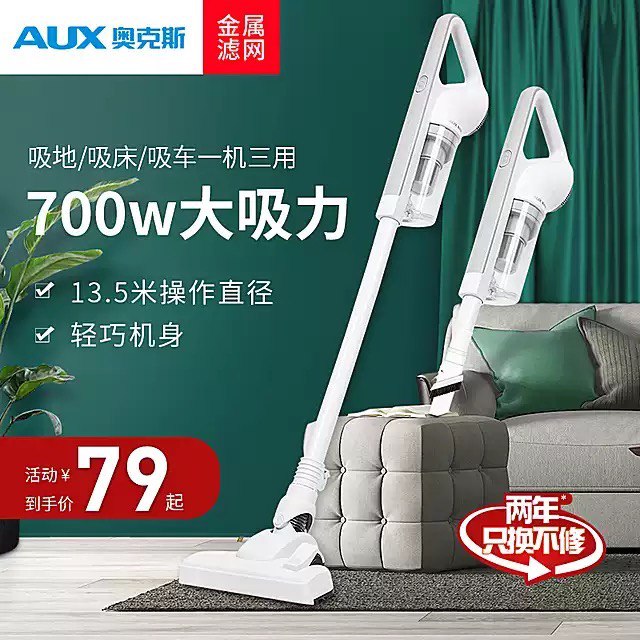 AUX 奥克斯
金属
滤网
吸地/吸床/吸车一机三用
700w大吸力
13.5米操作直径
轻巧机身
活动¥
到手价
79起
两年*
只换不修